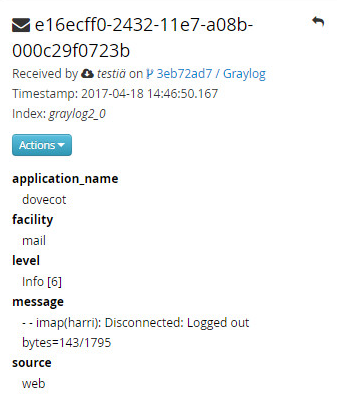 e16ecff0-2432-11e7-a08b-
000c29f0723b
Received by testiä on 3eb72ad7 / Graylog
Timestamp: 2017-04-18 14:46:50.167
Index: graylog2_0
Actions
application_name
dovecot
facility
mail
level
Info [6]
message
- - imap(harri): Disconnected: Logged out
bytes=143/1795
source
web